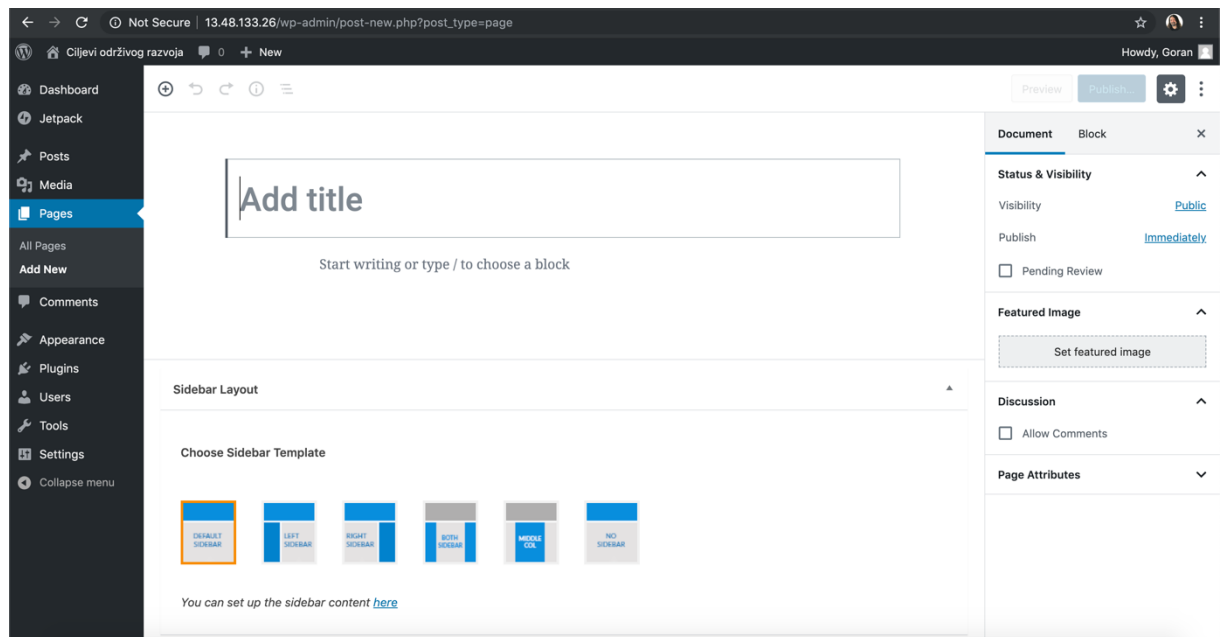 Not Secure | 13.48.133.26/wp-admin/post-new.php?post_type=page
Ciljevi održivog razvoja 0 + New
Howdy, Goran
Dashboard
Jetpack
Posts
Media
Pages
All Pages
Add New
Comments
Appearance
Plugins
Users
Tools
Settings
Collapse menu
Preview
Publish...
Add title
Start writing or type / to choose a block
Sidebar Layout
Choose Sidebar Template
DEFAULT
SIDEBAR
LEFT
SIDEBAR
RIGHT
SIDEBAR
BOTH
SIDEBAR
MIDDLE
COL
NO
SIDEBAR
You can set up the sidebar content here
Document Block
Status & Visibility
Visibility Public
Publish Immediately
Pending Review
Featured Image
Set featured image
Discussion
Allow Comments
Page Attributes